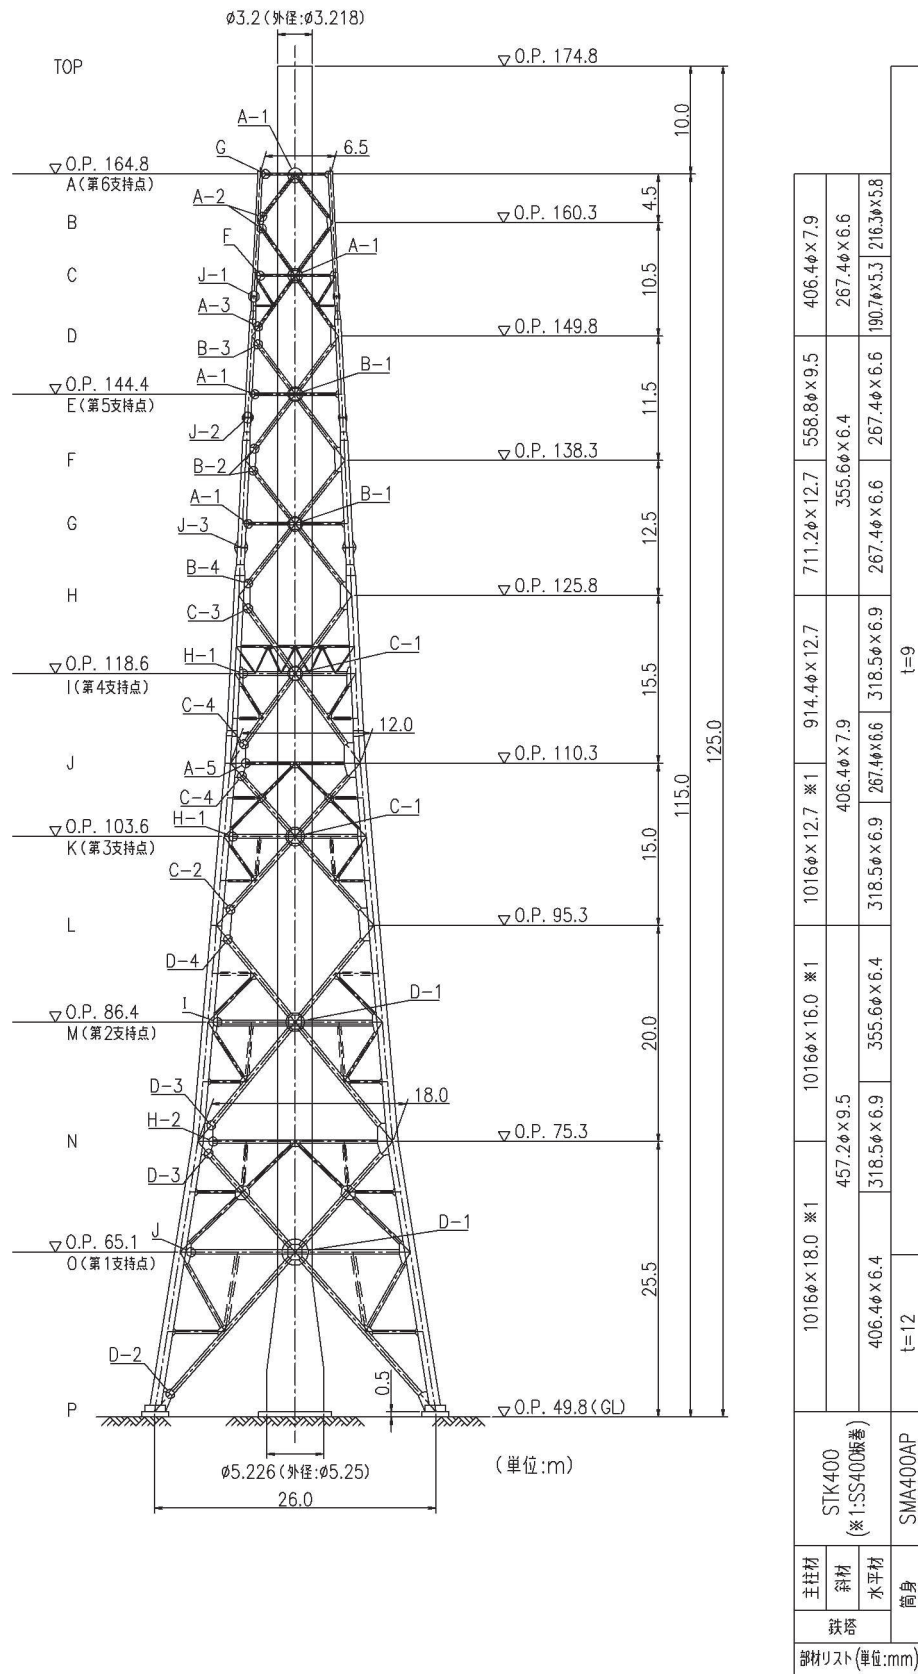 ø3.2(外径:ø3.218)
TOP
▽O.P. 174.8
10.0
A-1
G
6.5
▽O.P. 164.8
A(第6支持点)
4.5
A-2
B
▽O.P. 160.3
F
A-1
C
J-1
10.5
A-3
D
▽O.P. 149.8
B-3
A-1
B-1
▽O.P. 144.4
E(第5支持点)
11.5
J-2
F
▽O.P. 138.3
B-2
A-1
B-1
G
J-3
12.5
B-4
H
▽O.P. 125.8
C-3
H-1
C-1
▽O.P. 118.6
I(第4支持点)
15.5
C-4
12.0
J
▽O.P. 110.3
A-5
C-4
115.0
125.0
H-1
C-1
▽O.P. 103.6
K(第3支持点)
15.0
C-2
L
▽O.P. 95.3
D-4
I
D-1
▽O.P. 86.4
M(第2支持点)
20.0
D-3
18.0
H-2
N
▽O.P. 75.3
D-3
J
D-1
▽O.P. 65.1
O(第1支持点)
25.5
D-2
0.5
P
▽O.P. 49.8(GL)
ø5.226(外径:ø5.25)
(単位:m)
26.0
部材リスト(単位:mm)
鉄塔
主柱材
斜材
水平材
筒身
STK400
(※1:SS400板巻)
SMA400AP
1016φ×18.0 ※1
1016φ×16.0 ※1
1016φ×12.7 ※1
914.4φ×12.7
711.2φ×12.7
558.8φ×9.5
406.4φ×7.9
457.2φ×9.5
406.4φ×7.9
355.6φ×6.4
267.4φ×6.6
406.4φ×6.4
318.5φ×6.9
355.6φ×6.4
318.5φ×6.9
267.4φ×6.6
318.5φ×6.9
267.4φ×6.6
267.4φ×6.6
190.7φ×5.3
216.3φ×5.8
t=12
t=9